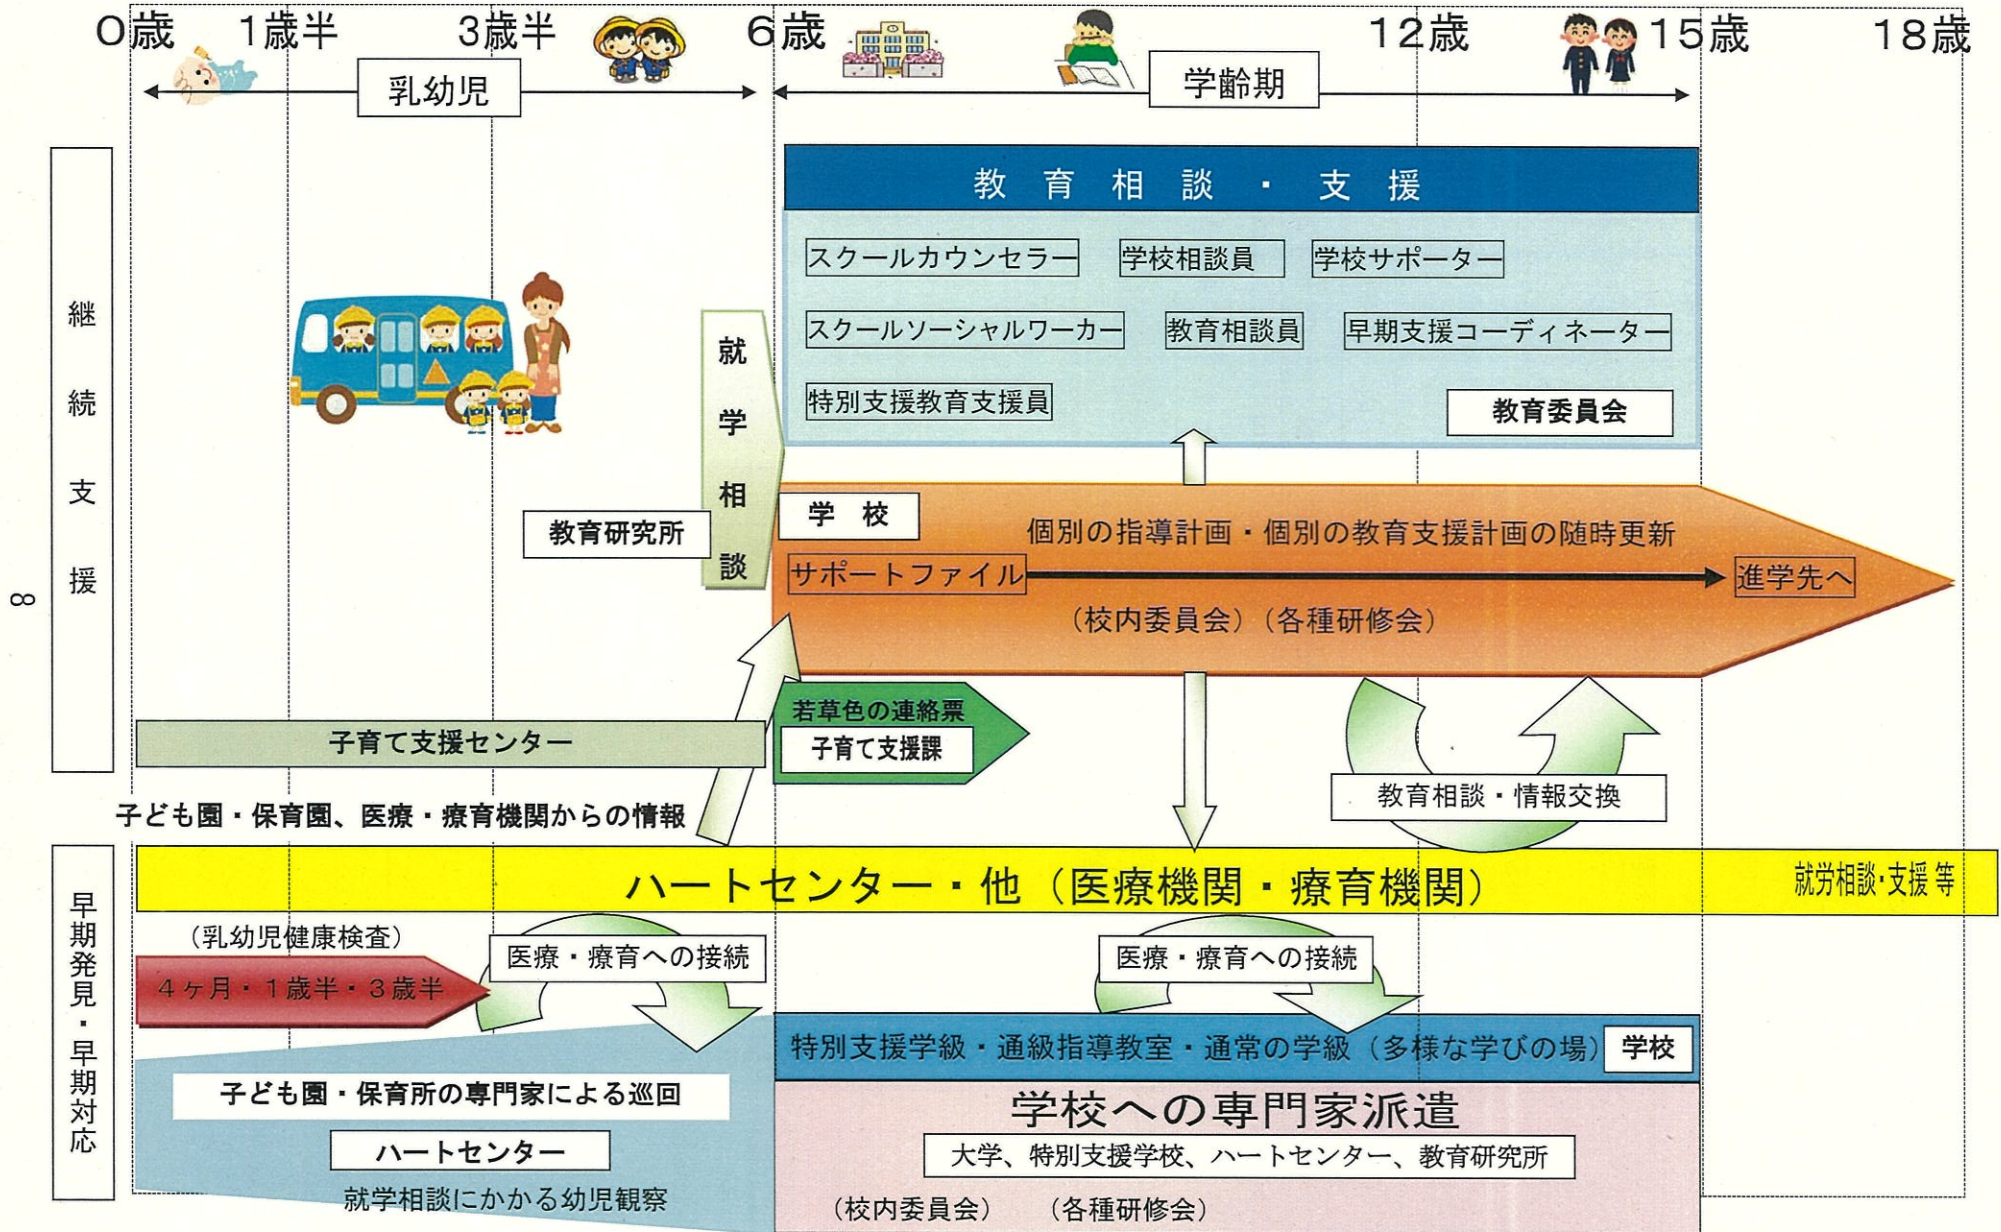 0歳 1歳半 3歳半 6歳 12歳 15歳 18歳
乳幼児 学齢期
継続支援
教育相談・支援
スクールカウンセラー 学校相談員 学校サポーター
スクールソーシャルワーカー 教育相談員 早期支援コーディネーター
特別支援教育支援員 教育委員会
就学相談
教育研究所
学校
個別の指導計画・個別の教育支援計画の随時更新
サポートファイル 進学先へ
（校内委員会）（各種研修会）
若草色の連絡票
子育て支援課
子育て支援センター
教育相談・情報交換
子ども園・保育園、医療・療育機関からの情報
8
早期発見・早期対応
ハートセンター・他（医療機関・療育機関） 就労相談・支援等
（乳幼児健康検査）
4ヶ月・1歳半・3歳半
医療・療育への接続
医療・療育への接続
特別支援学級・通級指導教室・通常の学級（多様な学びの場） 学校
子ども園・保育所の専門家による巡回
ハートセンター
就学相談にかかる幼児観察
学校への専門家派遣
大学、特別支援学校、ハートセンター、教育研究所
（校内委員会） （各種研修会）